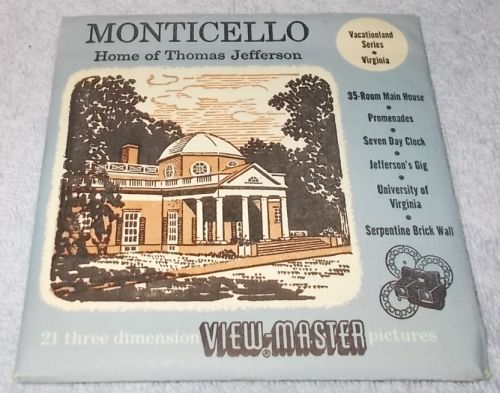 MONTICELLO
Home of Thomas Jefferson
Vacationland
Series
•
Virginia
35-Room Main House
•
Promenades
•
Seven Day Clock
•
Jefferson's Gig
•
University of
Virginia
•
Serpentine Brick Wall
21 three dimension VIEW-MASTER® pictures